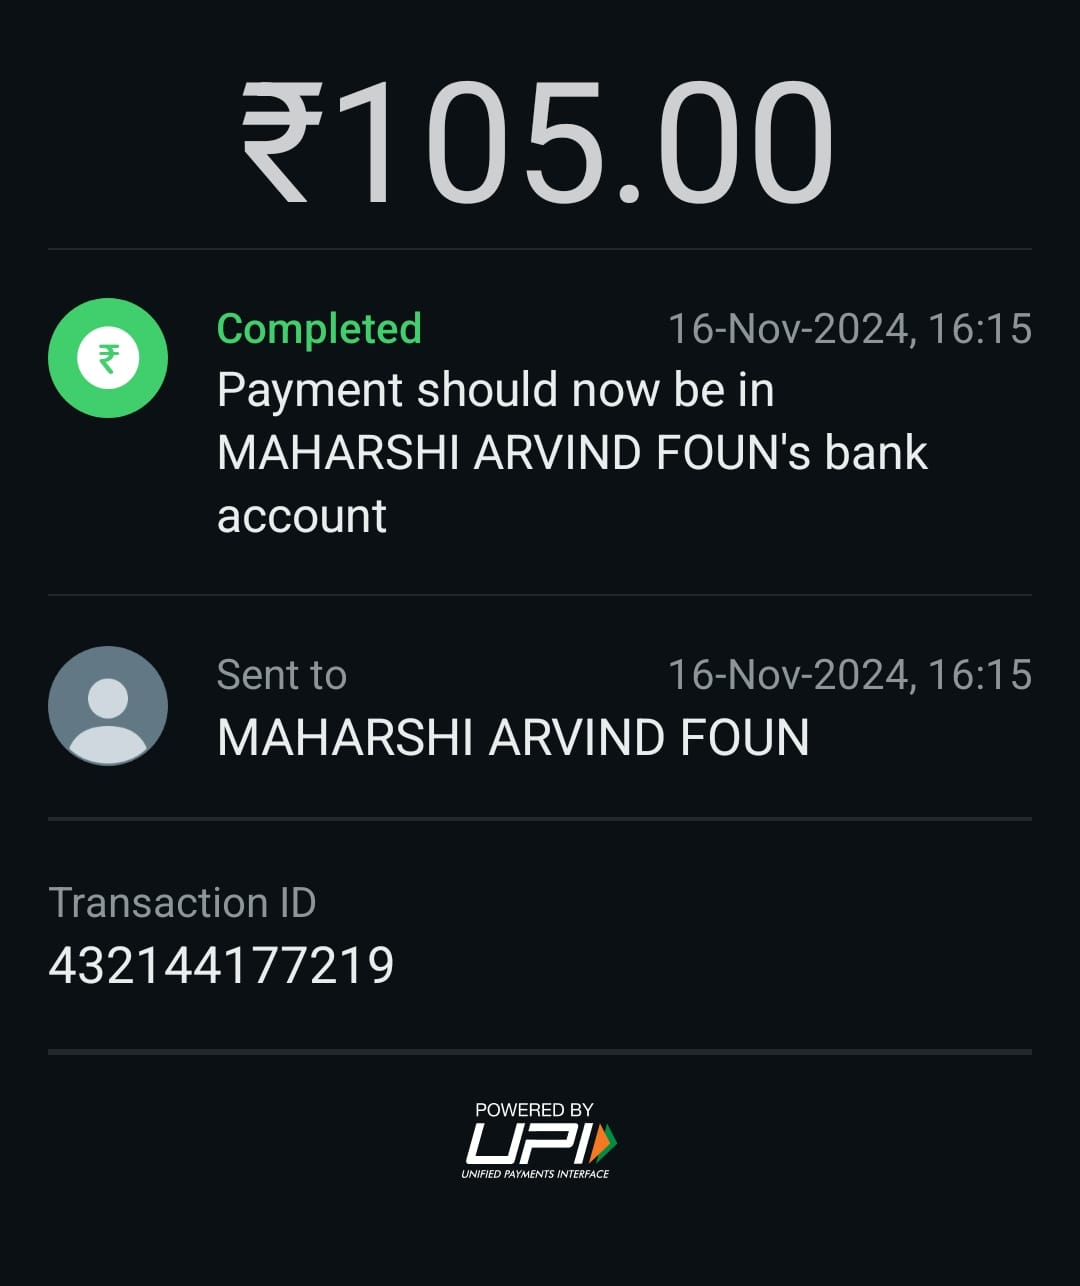 ₹105.00
Completed 16-Nov-2024, 16:15
Payment should now be in
MAHARSHI ARVIND FOUN's bank
account
Sent to 16-Nov-2024, 16:15
MAHARSHI ARVIND FOUN
Transaction ID
432144177219
POWERED BY
UPI
UNIFIED PAYMENTS INTERFACE